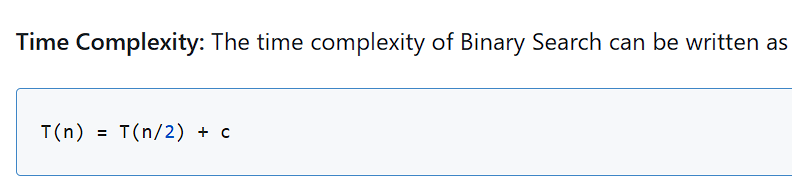 Time Complexity: The time complexity of Binary Search can be written as
T(n) = T(n/2) + c